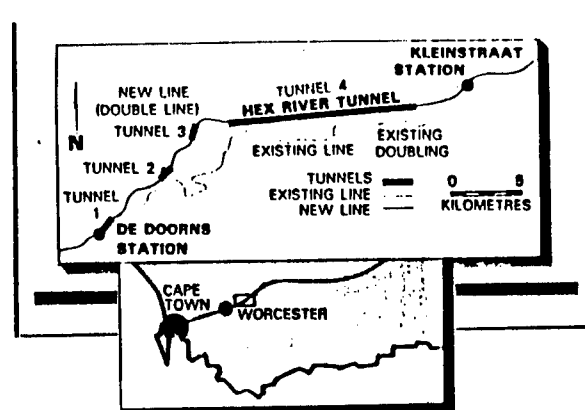 KLEINSTRAAT
STATION
TUNNEL 4
HEX RIVER TUNNEL
NEW LINE
(DOUBLE LINE)
TUNNEL 3
N
EXISTING LINE
EXISTING
DOUBLING
TUNNEL 2
TUNNEL
1
TUNNELS
EXISTING LINE
NEW LINE
0
KILOMETRES
DE DOORNS
STATION
CAPE
TOWN
WORCESTER